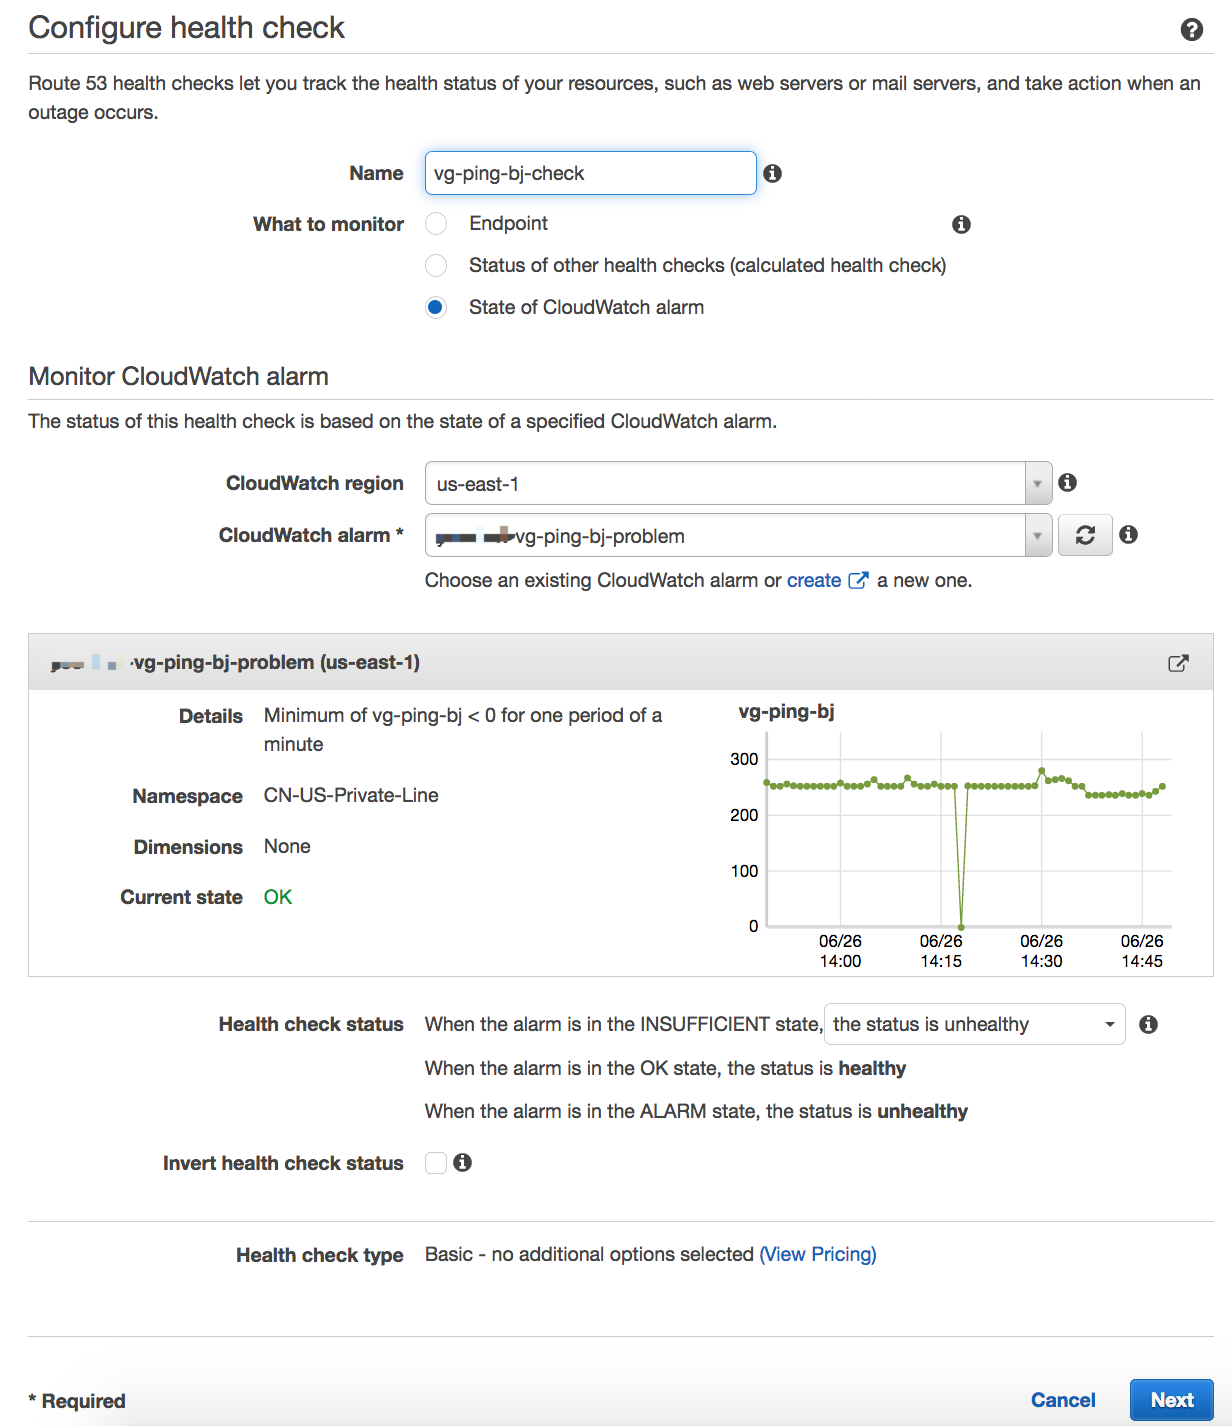 Configure health check
Route 53 health checks let you track the health status of your resources, such as web servers or mail servers, and take action when an
outage occurs.
Name vg-ping-bj-check
What to monitor Endpoint
Status of other health checks (calculated health check)
State of CloudWatch alarm
Monitor CloudWatch alarm
The status of this health check is based on the state of a specified CloudWatch alarm.
CloudWatch region us-east-1
CloudWatch alarm * vg-ping-bj-problem
Choose an existing CloudWatch alarm or create a new one.
-vg-ping-bj-problem (us-east-1)
Details Minimum of vg-ping-bj < 0 for one period of a
minute
Namespace CN-US-Private-Line
Dimensions None
Current state OK
vg-ping-bj
300
200
100
0
06/26 06/26 06/26 06/26
14:00 14:15 14:30 14:45
Health check status When the alarm is in the INSUFFICIENT state, the status is unhealthy
When the alarm is in the OK state, the status is healthy
When the alarm is in the ALARM state, the status is unhealthy
Invert health check status
Health check type Basic - no additional options selected (View Pricing)
* Required Cancel Next